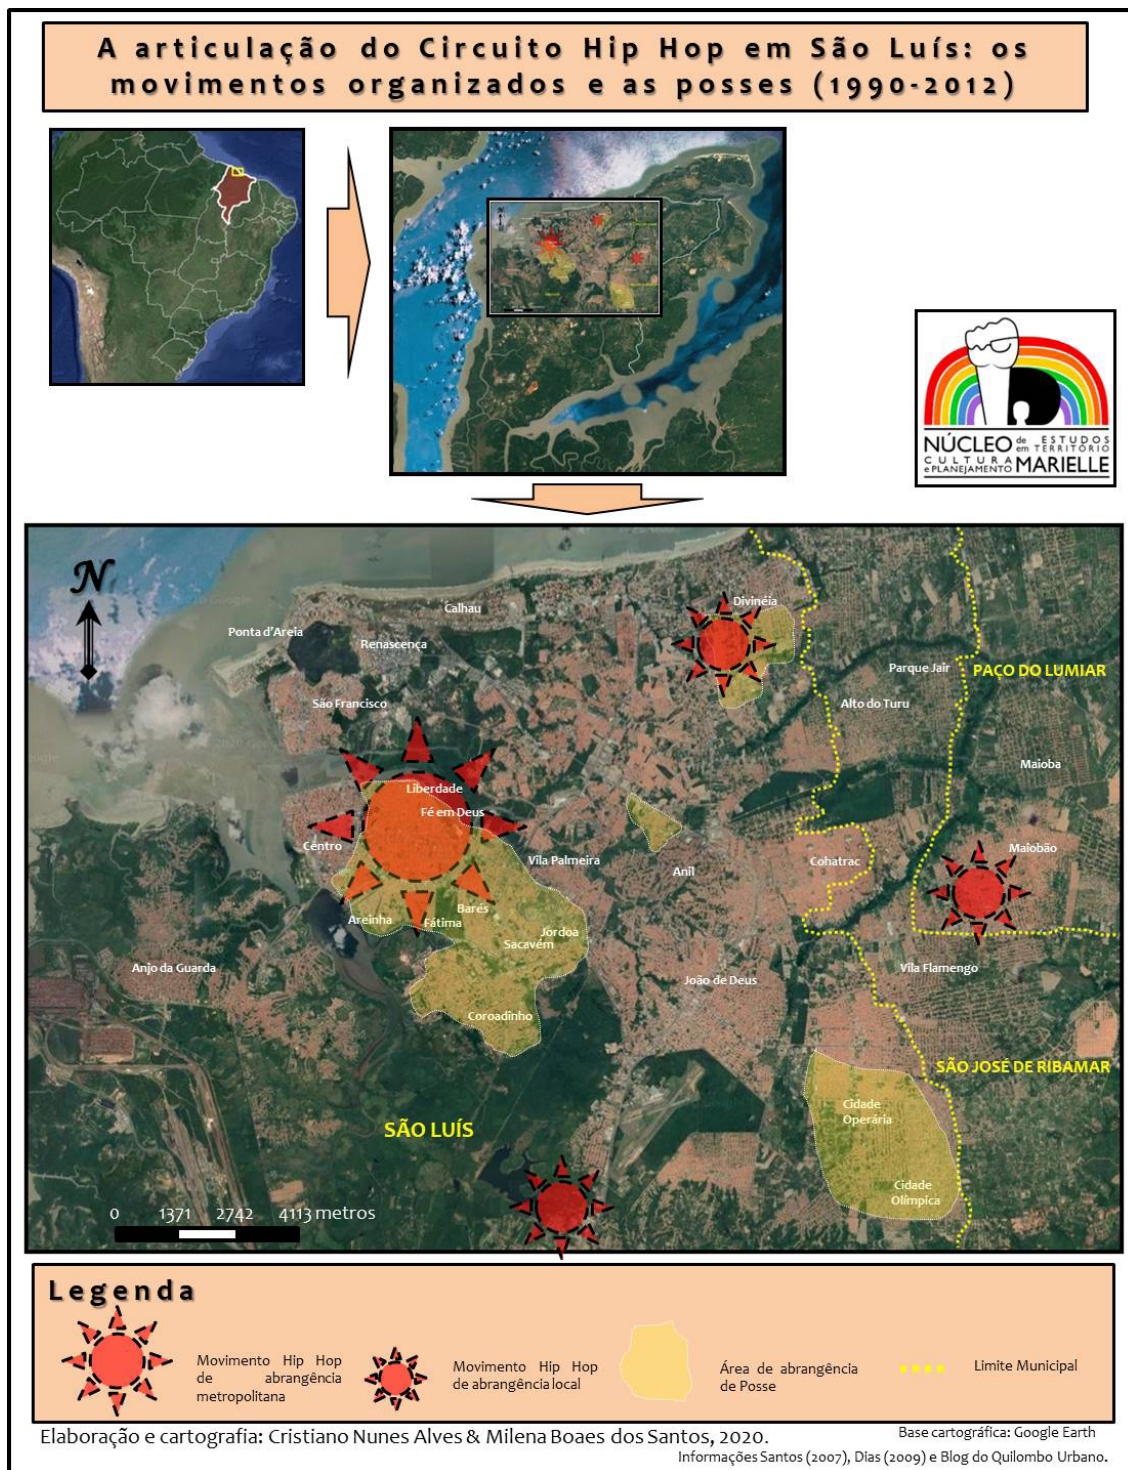 A articulação do Circuito Hip Hop em São Luís: os
movimentos organizados e as posses (1990-2012)
NÚCLEO de ESTUDOS
em TERRITÓRIO
CULTURA
e PLANEJAMENTO MARIELLE
N
Calhau
Divinéia
Ponta d'Areia
Renascença
Parque Jair
PAÇO DO LUMIAR
São Francisco
Alto do Turu
Maioba
Liberdade
Fé em Deus
Centro
Vila Palmeira
Anil
Cohatrac
Maiobão
Barés
Areinha
Fátima
Jordoa
Sacavém
Anjo da Guarda
João de Deus
Vila Flamengo
Coroadinho
SÃO JOSÉ DE RIBAMAR
Cidade
Operária
SÃO LUÍS
Cidade
Olímpica
0 1371 2742 4113 metros
Legenda
Movimento Hip Hop
de abrangência
metropolitana
Movimento Hip Hop
de abrangência local
Área de abrangência
de Posse
Limite Municipal
Elaboração e cartografia: Cristiano Nunes Alves & Milena Boaes dos Santos, 2020.
Base cartográfica: Google Earth
Informações Santos (2007), Dias (2009) e Blog do Quilombo Urbano.